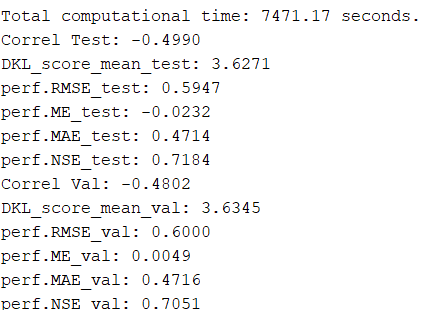 Total computational time: 7471.17 seconds.
Correl Test: -0.4990
DKL_score_mean_test: 3.6271
perf.RMSE_test: 0.5947
perf.ME_test: -0.0232
perf.MAE_test: 0.4714
perf.NSE_test: 0.7184
Correl Val: -0.4802
DKL_score_mean_val: 3.6345
perf.RMSE_val: 0.6000
perf.ME_val: 0.0049
perf.MAE_val: 0.4716
perf.NSE_val: 0.7051